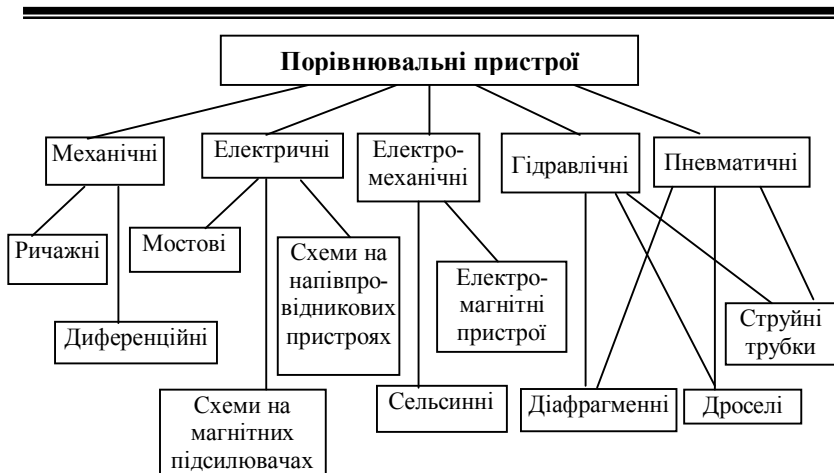 Порівнювальні пристрої
Механічні
Електричні
Електро-
механічні
Гідравлічні
Пневматичні
Ричажні
Мостові
Схеми на
напівпро-
відникових
пристроях
Електро-
магнітні
пристрої
Струйні
трубки
Диференційні
Схеми на
магнітних
підсилювачах
Сельсинні
Діафрагменні
Дроселі